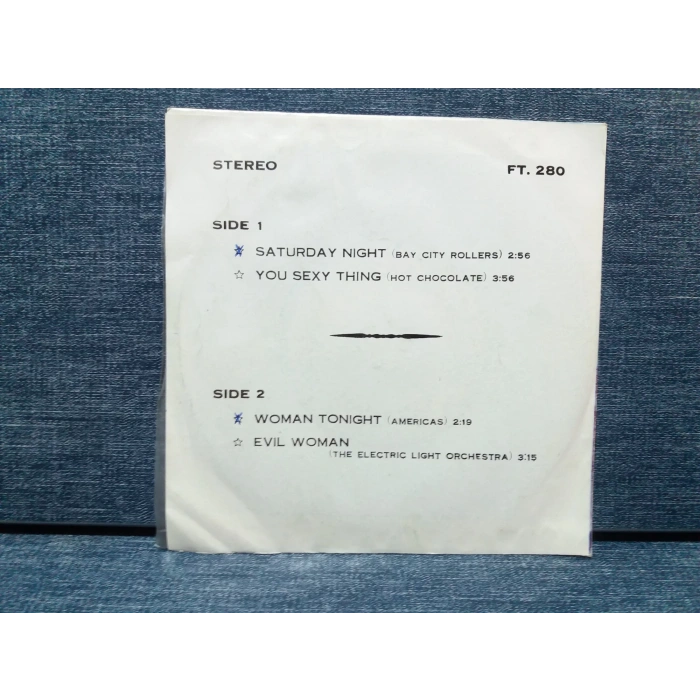 STEREO
FT. 280
SIDE 1
SATURDAY NIGHT (BAY CITY ROLLERS) 2:56
☆ YOU SEXY THING (HOT CHOCOLATE) 3:56
SIDE 2
WOMAN TONIGHT (AMERICAS) 2:19
☆ EVIL WOMAN
(THE ELECTRIC LIGHT ORCHESTRA) 3:15